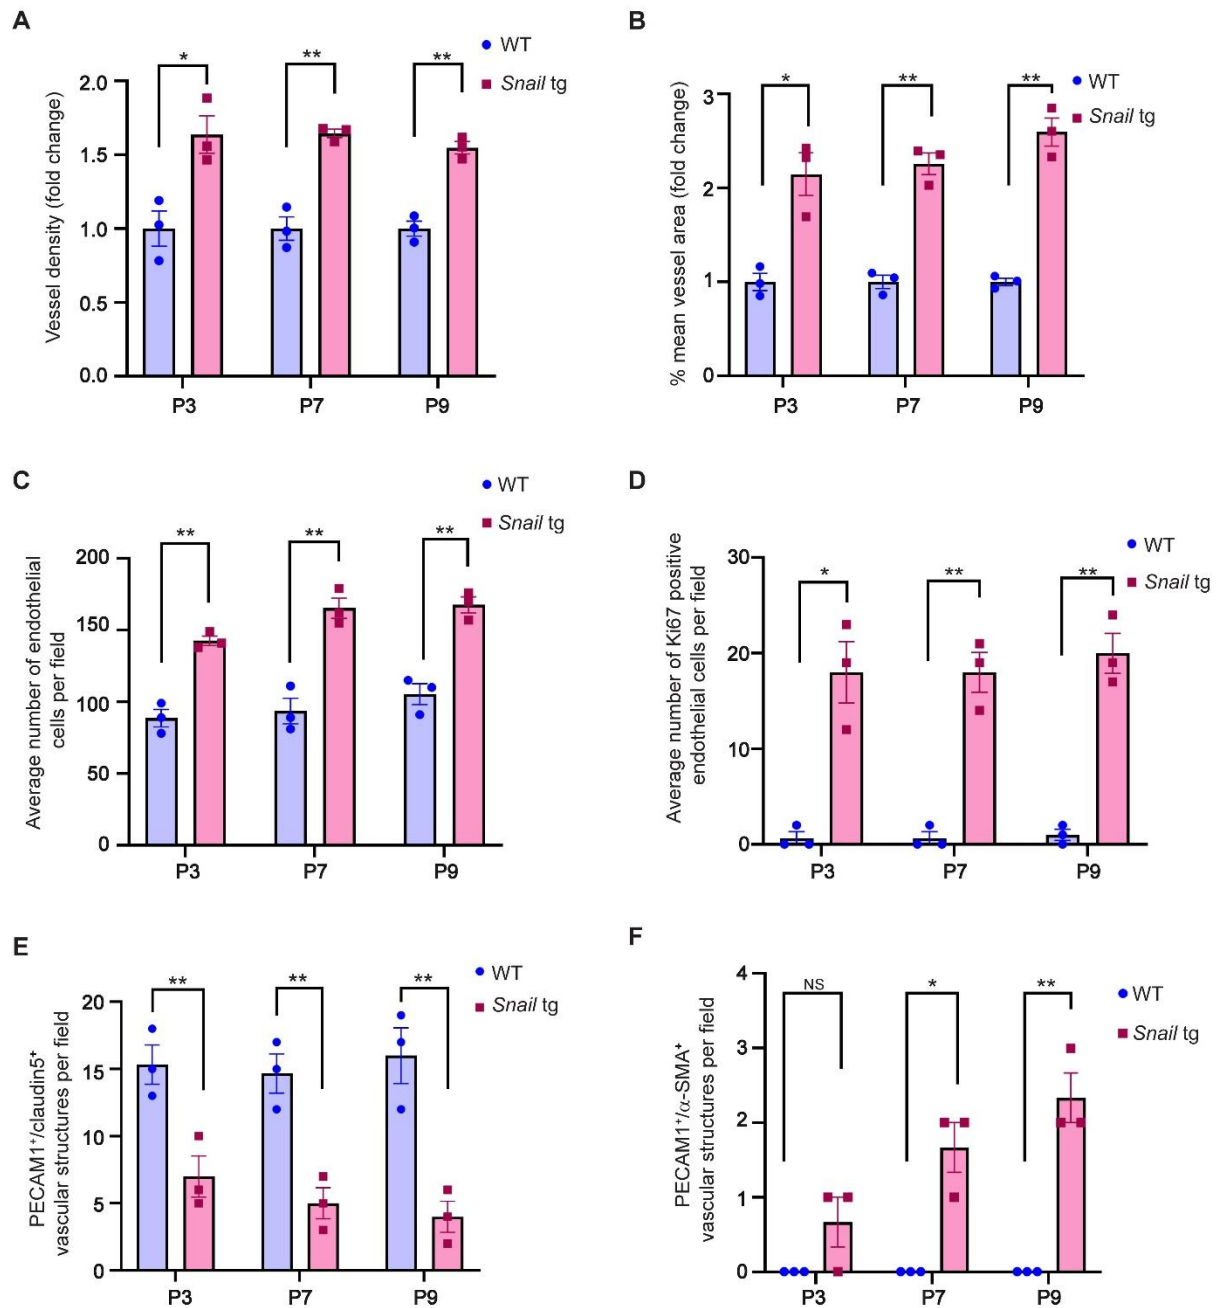 A
WT
Snail tg
* ** **
Vessel density (fold change)
2.0
1.5
1.0
0.5
0.0
P3 P7 P9
B
WT
Snail tg
* ** **
% mean vessel area (fold change)
3
2
1
0
P3 P7 P9
C
WT
Snail tg
** ** **
Average number of endothelial
cells per field
200
150
100
50
0
P3 P7 P9
D
WT
Snail tg
* ** **
Average number of Ki67 positive
endothelial cells per field
30
20
10
0
P3 P7 P9
E
WT
Snail tg
** ** **
PECAM1⁺/claudin5⁺
vascular structures per field
20
15
10
5
0
P3 P7 P9
F
WT
Snail tg
NS * **
PECAM1⁺/α-SMA⁺
vascular structures per field
4
3
2
1
0
P3 P7 P9